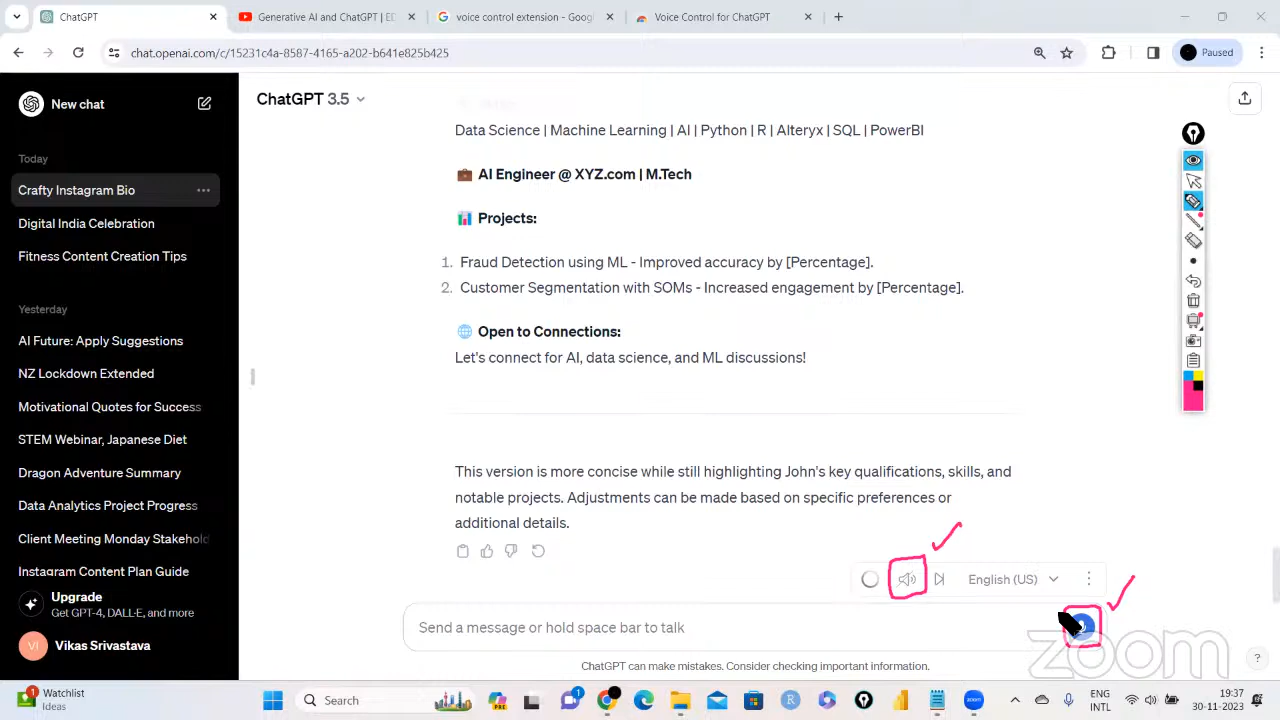 ChatGPT
Generative AI and ChatGPT | ED
voice control extension - Goog
Voice Control for ChatGPT
chat.openai.com/c/15231c4a-8587-4165-a202-b641e825b425
Paused
New chat
ChatGPT 3.5
Today
Crafty Instagram Bio
Digital India Celebration
Fitness Content Creation Tips
Yesterday
AI Future: Apply Suggestions
NZ Lockdown Extended
Motivational Quotes for Success
STEM Webinar, Japanese Diet
Dragon Adventure Summary
Data Analytics Project Progress
Client Meeting Monday Stakehold
Instagram Content Plan Guide
Upgrade
Get GPT-4, DALL·E, and more
VI
Vikas Srivastava
Data Science | Machine Learning | AI | Python | R | Alteryx | SQL | PowerBI
AI Engineer @ XYZ.com | M.Tech
Projects:
1. Fraud Detection using ML - Improved accuracy by [Percentage].
2. Customer Segmentation with SOMs - Increased engagement by [Percentage].
Open to Connections:
Let's connect for AI, data science, and ML discussions!
This version is more concise while still highlighting John's key qualifications, skills, and
notable projects. Adjustments can be made based on specific preferences or
additional details.
English (US)
Send a message or hold space bar to talk
ChatGPT can make mistakes. Consider checking important information.
?
zoom
1
Watchlist
Ideas
Search
1
zoom
ENG
INTL
19:37
30-11-2023